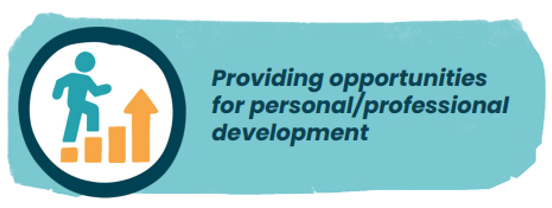 Providing opportunities
for personal/professional
development